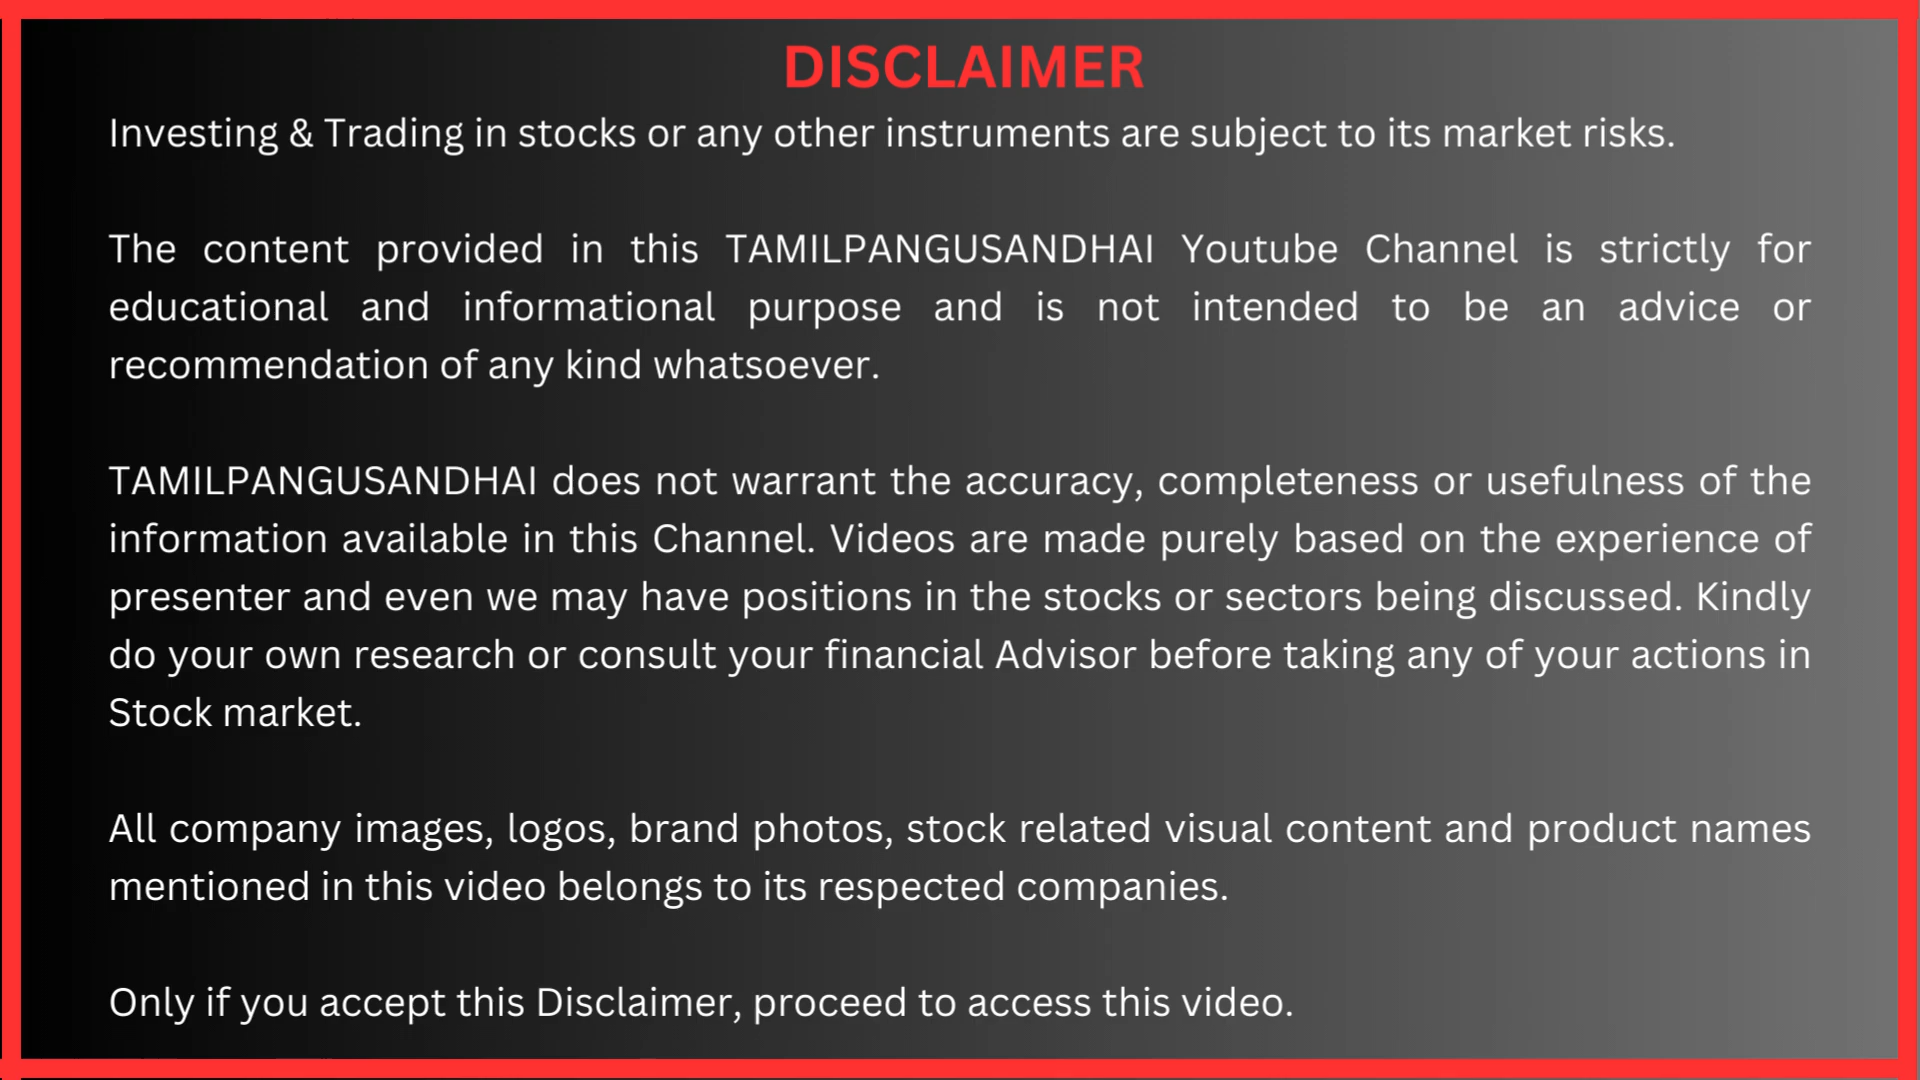 DISCLAIMER
Investing & Trading in stocks or any other instruments are subject to its market risks.
The content provided in this TAMILPANGUSANDHAI Youtube Channel is strictly for
educational and informational purpose and is not intended to be an advice or
recommendation of any kind whatsoever.
TAMILPANGUSANDHAI does not warrant the accuracy, completeness or usefulness of the
information available in this Channel. Videos are made purely based on the experience of
presenter and even we may have positions in the stocks or sectors being discussed. Kindly
do your own research or consult your financial Advisor before taking any of your actions in
Stock market.
All company images, logos, brand photos, stock related visual content and product names
mentioned in this video belongs to its respected companies.
Only if you accept this Disclaimer, proceed to access this video.